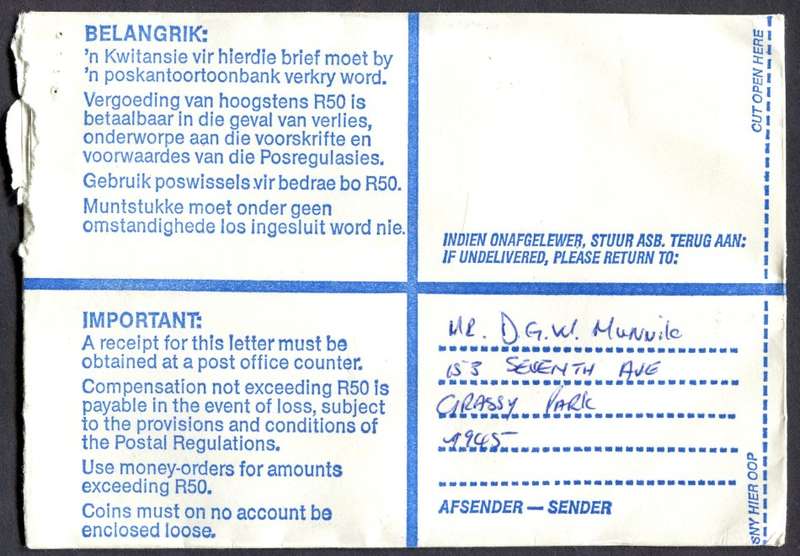 BELANGRIK:
'n Kwitansie vir hierdie brief moet by
'n poskantoortoonbank verkry word.
Vergoeding van hoogstens R50 is
betaalbaar in die geval van verlies,
onderworpe aan die voorskrifte en
voorwaardes van die Posregulasies.
Gebruik poswissels vir bedrae bo R50.
Muntstukke moet onder geen
omstandighede los ingesluit word nie.
CUT OPEN HERE
INDIEN ONAFGELEWER, STUUR ASB. TERUG AAN:
IF UNDELIVERED, PLEASE RETURN TO:
IMPORTANT:
A receipt for this letter must be
obtained at a post office counter.
Compensation not exceeding R50 is
payable in the event of loss, subject
to the provisions and conditions of
the Postal Regulations.
Use money-orders for amounts
exceeding R50.
Coins must on no account be
enclosed loose.
MR. D.G.W. MUNNIK
153 SEVENTH AVE
GRASSY PARK
7945
AFSENDER — SENDER
SNY HIER OOP